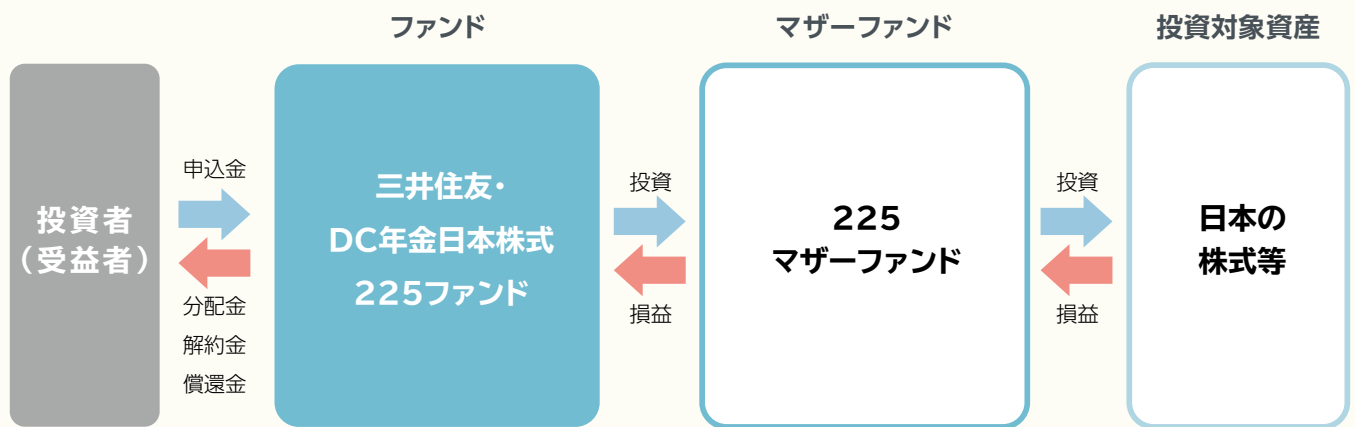 ファンド
マザーファンド
投資対象資産
投資者
（受益者）
申込金
分配金
解約金
償還金
三井住友・
DC年金日本株式
225ファンド
投資
損益
225
マザーファンド
投資
損益
日本の
株式等